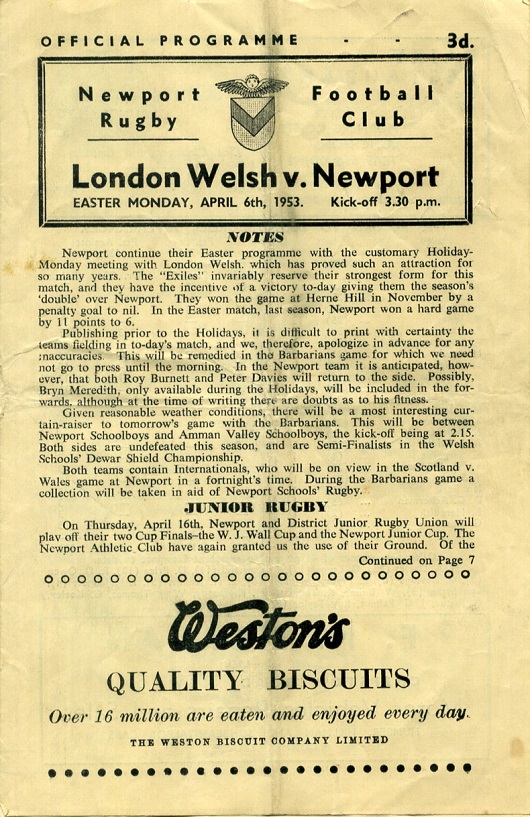 OFFICIAL PROGRAMME - - 3d.
Newport Football
Rugby Club
London Welsh v. Newport
EASTER MONDAY, APRIL 6th, 1953. Kick-off 3.30 p.m.
NOTES
Newport continue their Easter programme with the customary Holiday-
Monday meeting with London Welsh, which has proved such an attraction for
so many years. The "Exiles" invariably reserve their strongest form for this
match, and they have the incentive of a victory to-day giving them the season's
'double' over Newport. They won the game at Herne Hill in November by a
penalty goal to nil. In the Easter match, last season, Newport won a hard game
by 11 points to 6.
Publishing prior to the Holidays, it is difficult to print with certainty the
teams fielding in to-day's match, and we, therefore, apologize in advance for any
inaccuracies. This will be remedied in the Barbarians game for which we need
not go to press until the morning. In the Newport team it is anticipated, how-
ever, that both Roy Burnett and Peter Davies will return to the side. Possibly,
Bryn Meredith, only available during the Holidays, will be included in the for-
wards, although at the time of writing there are doubts as to his fitness.
Given reasonable weather conditions, there will be a most interesting cur-
tain-raiser to tomorrow's game with the Barbarians. This will be between
Newport Schoolboys and Amman Valley Schoolboys, the kick-off being at 2.15.
Both sides are undefeated this season, and are Semi-Finalists in the Welsh
Schools' Dewar Shield Championship.
Both teams contain Internationals, who will be on view in the Scotland v.
Wales game at Newport in a fortnight's time. During the Barbarians game a
collection will be taken in aid of Newport Schools' Rugby.
JUNIOR RUGBY
On Thursday, April 16th, Newport and District Junior Rugby Union will
play off their two Cup Finals-the W. J. Wall Cup and the Newport Junior Cup. The
Newport Athletic Club have again granted us the use of their Ground. Of the
Continued on Page 7
Weston's
QUALITY BISCUITS
Over 16 million are eaten and enjoyed every day.
THE WESTON BISCUIT COMPANY LIMITED